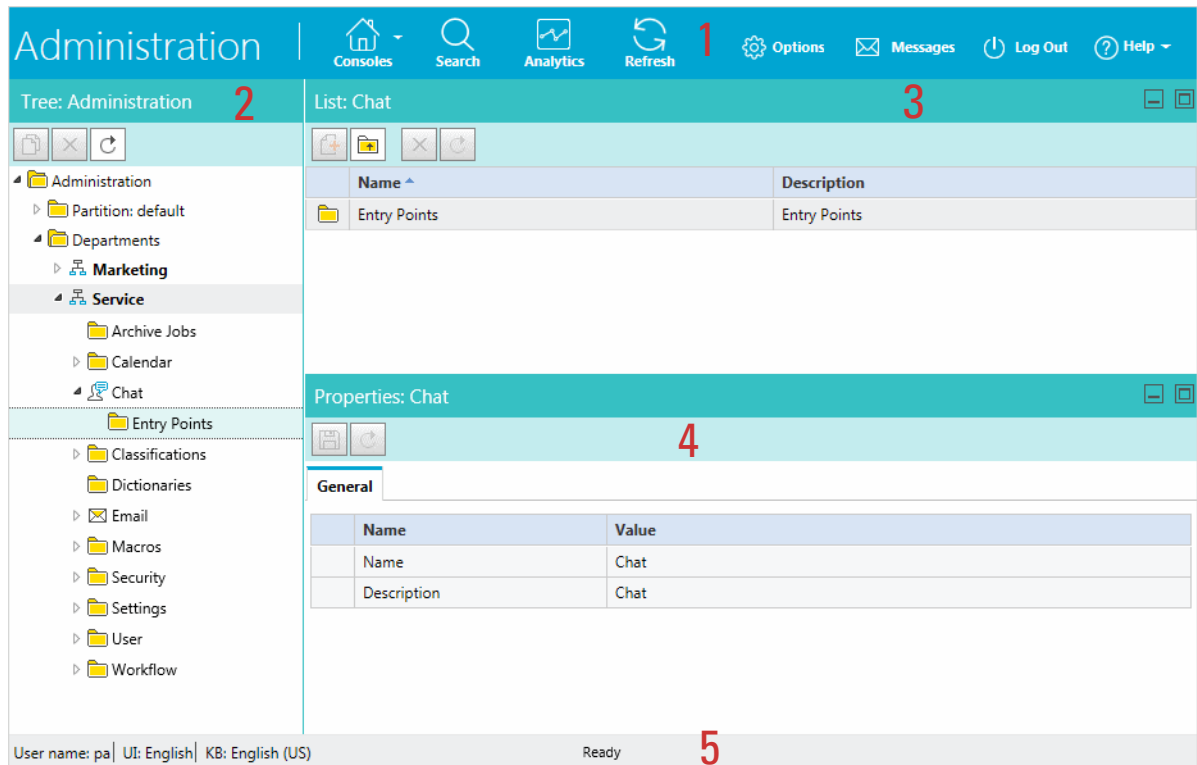 Administration Consoles Search Analytics Refresh 1 Options Messages Log Out Help
Tree: Administration 2
List: Chat 3
Administration
Partition: default
Departments
Marketing
Service
Archive Jobs
Calendar
Chat
Entry Points
Classifications
Dictionaries
Email
Macros
Security
Settings
User
Workflow
Name Description
Entry Points Entry Points
Properties: Chat
4
General
Name Value
Name Chat
Description Chat
User name: pa UI: English KB: English (US) Ready 5